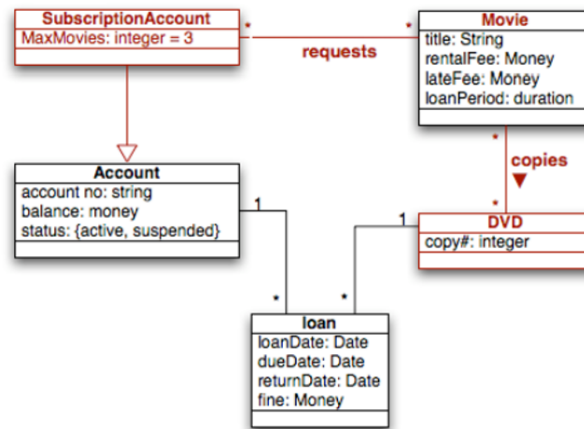 SubscriptionAccount
MaxMovies: integer = 3
*
*
requests
Movie
title: String
rentalFee: Money
lateFee: Money
loanPeriod: duration
*
copies
▼
*
Account
account no: string
balance: money
status: {active, suspended}
1
1
DVD
copy#: integer
*
*
loan
loanDate: Date
dueDate: Date
returnDate: Date
fine: Money